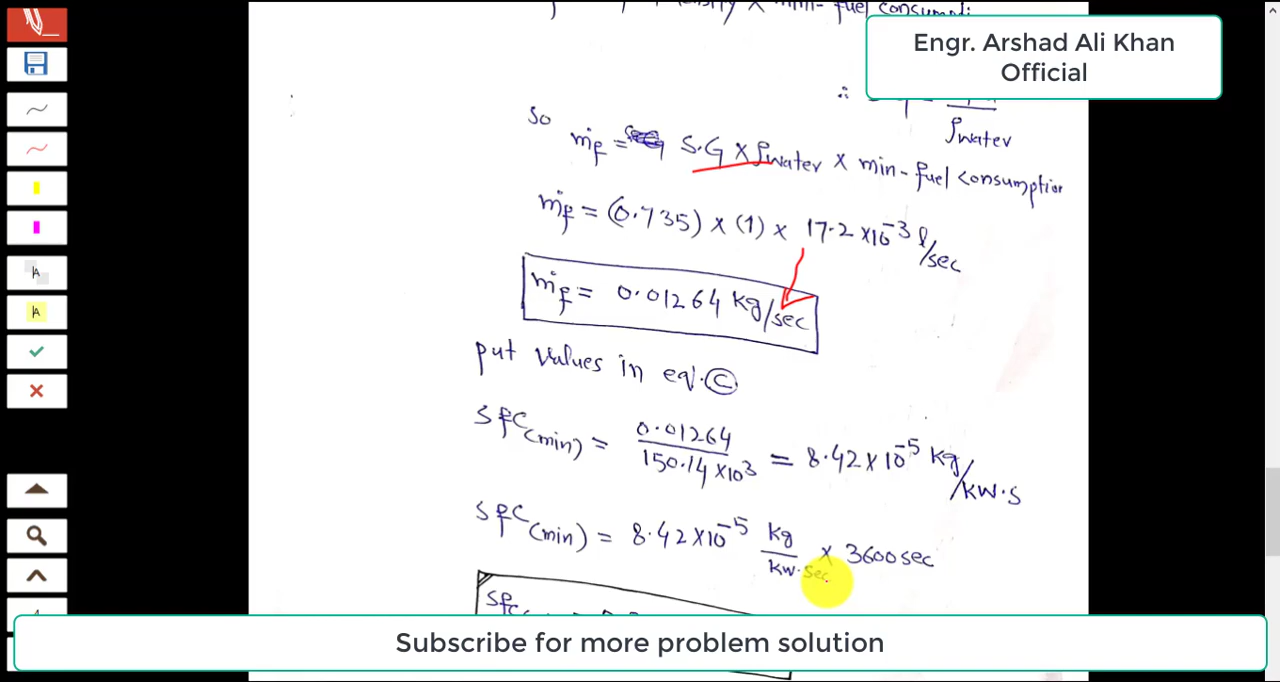 fuel consumpti
Engr. Arshad Ali Khan
Official
∴
ρwater
So
ṁf = S.G × ρwater × min-fuel consumption
ṁf = (0.735) × (1) × 17.2 × 10⁻³ l/sec
ṁf = 0.01264 kg/sec
put values in eq. Ⓒ
sfc(min) = 0.01264 / 150.14 × 10³ = 8.42 × 10⁻⁵ kg/kw.s
sfc(min) = 8.42 × 10⁻⁵ kg/kw.sec × 3600 sec
sfc
Subscribe for more problem solution